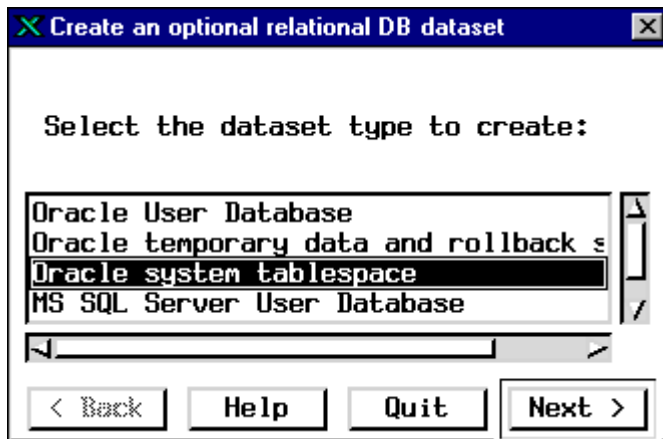 Create an optional relational DB dataset
Select the dataset type to create:
Oracle User Database
Oracle temporary data and rollback s
Oracle system tablespace
MS SQL Server User Database
< Back Help Quit Next >